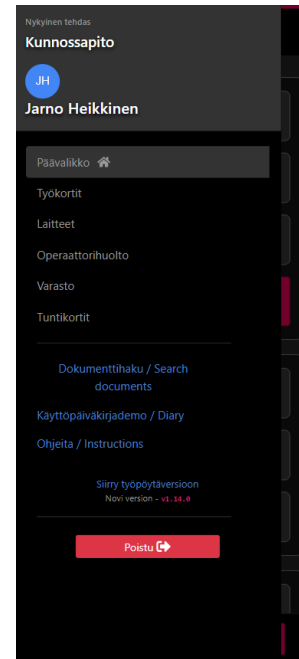 Nykyinen tehdas
Kunnossapito
JH
Jarno Heikkinen
Päävalikko
Työkortit
Laitteet
Operaattorihuolto
Varasto
Tuntikortit
Dokumenttihaku / Search
documents
Käyttöpäiväkirjademo / Diary
Ohjeita / Instructions
Siirry työpöytäversioon
Novi version - v1.14.0
Poistu